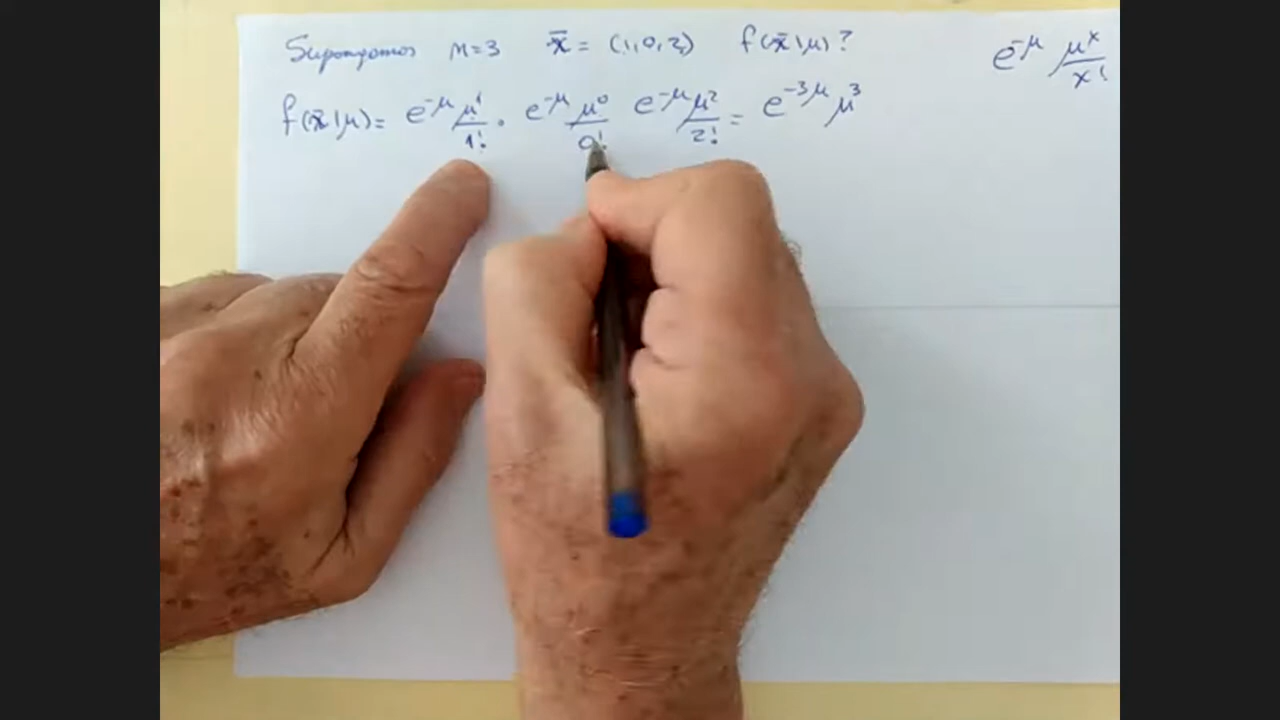 Supongamos n=3 x̄ = (1,0,2) f(x̄|μ)?
e^-μ μ^x/x!
f(x̄|μ)= e^-μ μ^1/1! · e^-μ μ^0/0! e^-μ μ^2/2! = e^-3μ μ^3